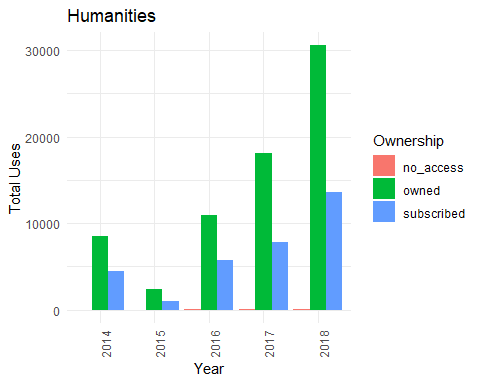 Humanities
Total Uses
30000
20000
10000
0
2014
2015
2016
2017
2018
Year
Ownership
no_access
owned
subscribed